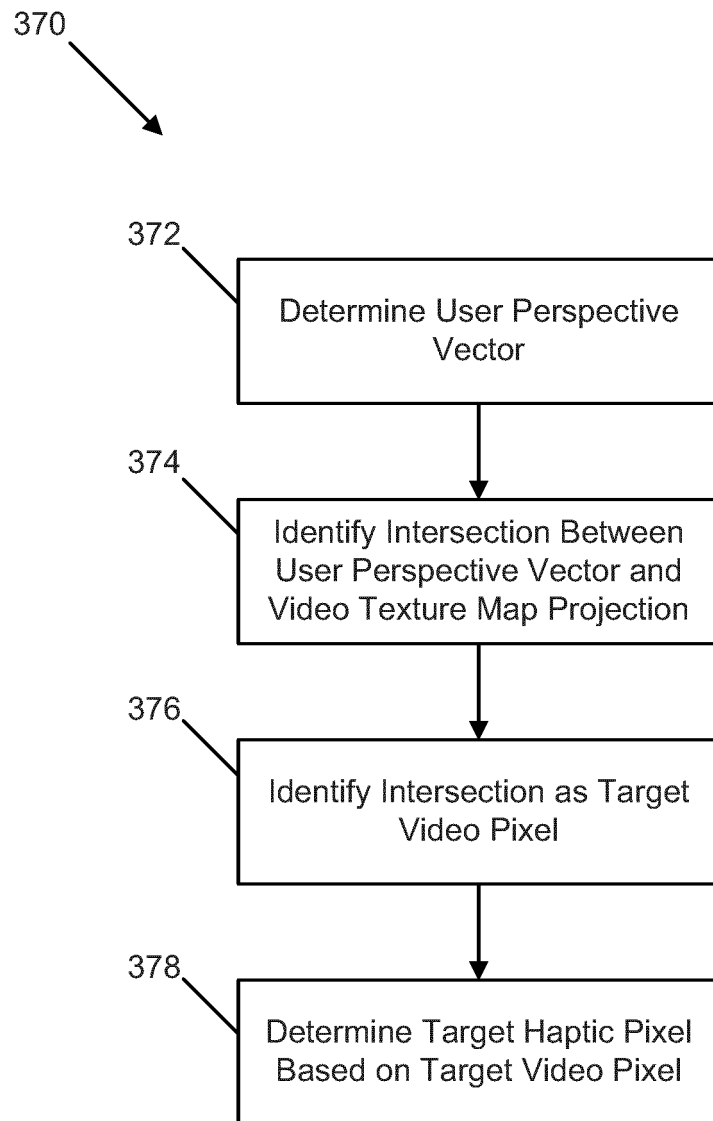 370
372
Determine User Perspective
Vector
374
Identify Intersection Between
User Perspective Vector and
Video Texture Map Projection
376
Identify Intersection as Target
Video Pixel
378
Determine Target Haptic Pixel
Based on Target Video Pixel